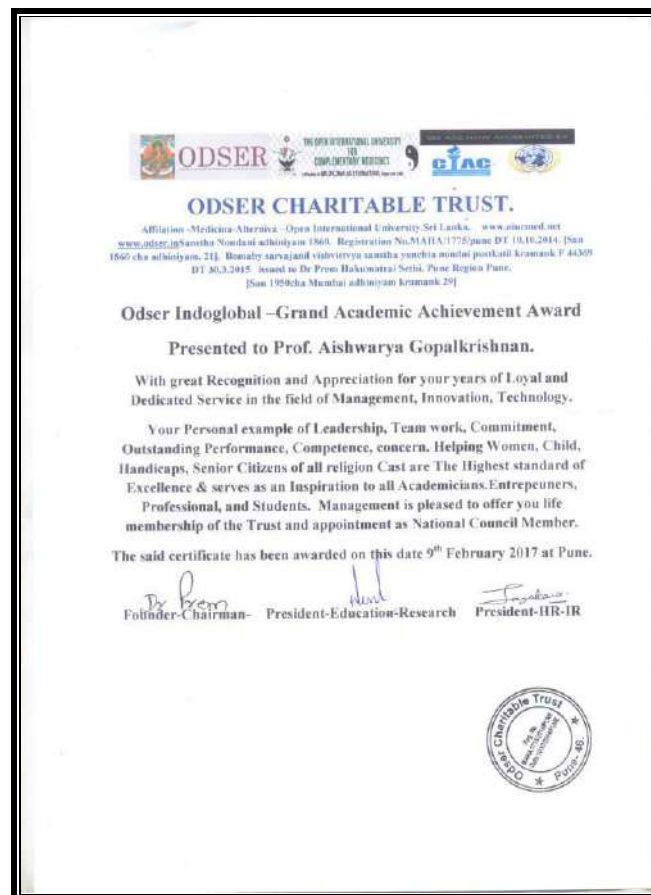 ODSER
THE OPEN INTERNATIONAL UNIVERSITY
FOR
COMPLEMENTARY MEDICINES
CIAC
ODSER CHARITABLE TRUST.
Affilation -Medicina-Alterniva -Open International University.Sri Lanka.
www.odser.inSanstha Nondani adhiniyam 1860. Registration No.MAHA/1775/pune DT 10.10.2014. [San
1860 cha adhiniyam, 21]. Bomaby sarvajanil vishvitvya sanstha yanchta nondni postkatil kramank F 44369
DT 30.3.2015 issued to Dr Prem Hakumatrai Sethi. Pune Region Pune.
[San 1950cha Mumbai adhiniyam kramank 29]
Odser Indoglobal –Grand Academic Achievement Award
Presented to Prof. Aishwarya Gopalkrishnan.
With great Recognition and Appreciation for your years of Loyal and
Dedicated Service in the field of Management, Innovation, Technology.
Your Personal example of Leadership, Team work, Commitment,
Outstanding Performance, Competence, concern. Helping Women, Child,
Handicaps, Senior Citizens of all religion Cast are The Highest standard of
Excellence & serves as an Inspiration to all Academicians.Entrepeuners,
Professional, and Students. Management is pleased to offer you life
membership of the Trust and appointment as National Council Member.
The said certificate has been awarded on this date 9th February 2017 at Pune.
Dr Prem
Founder-Chairman- President-Education-Research President-HR-IR
Odser Charitable Trust
Pune- 46.